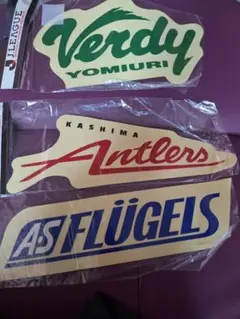 J.LEAGUE
Verdy
YOMIURI
KASHIMA
Antlers
AS FLÜGELS